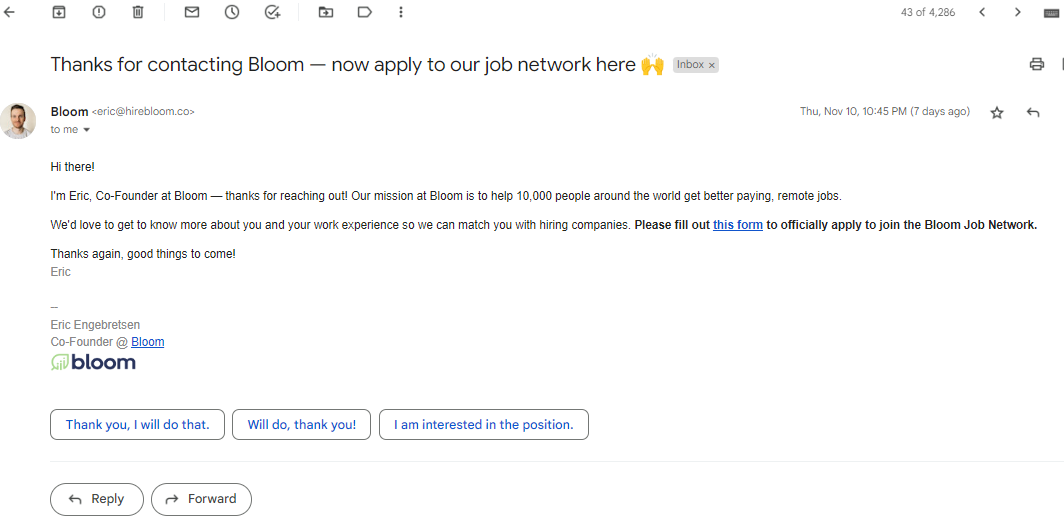 43 of 4,286
Thanks for contacting Bloom — now apply to our job network here 🙌 Inbox ×
Bloom <eric@hirebloom.co> Thu, Nov 10, 10:45 PM (7 days ago)
to me
Hi there!
I'm Eric, Co-Founder at Bloom — thanks for reaching out! Our mission at Bloom is to help 10,000 people around the world get better paying, remote jobs.
We'd love to get to know more about you and your work experience so we can match you with hiring companies. Please fill out this form to officially apply to join the Bloom Job Network.
Thanks again, good things to come!
Eric
--
Eric Engebretsen
Co-Founder @ Bloom
bloom
Thank you, I will do that. Will do, thank you! I am interested in the position.
Reply Forward